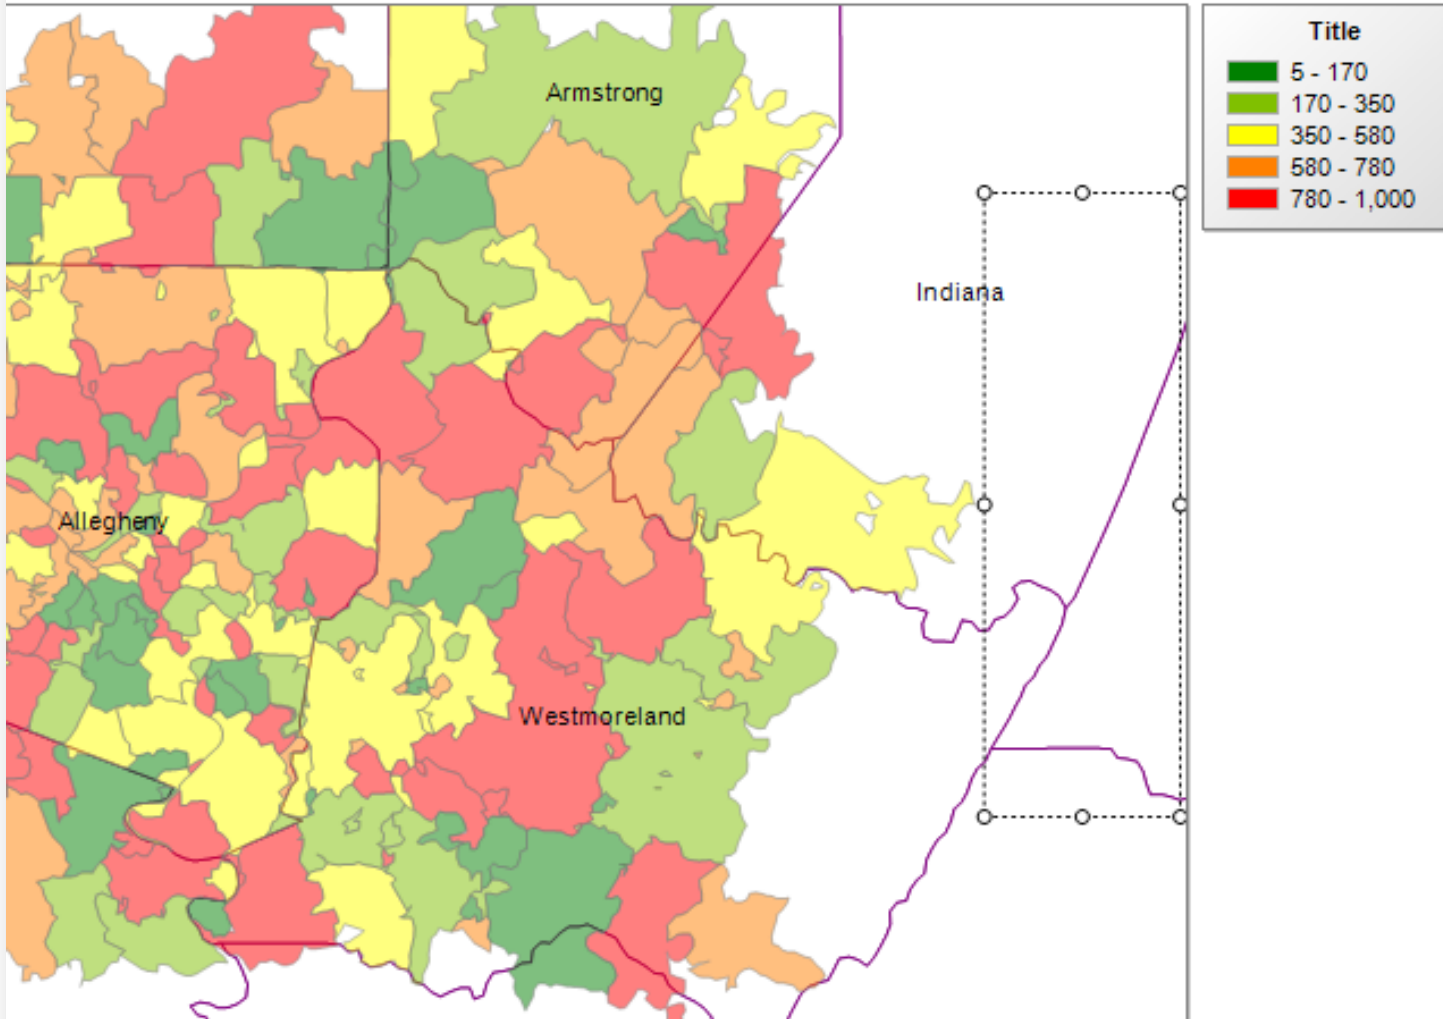 Title
5 - 170
170 - 350
350 - 580
580 - 780
780 - 1,000
Armstrong
Indiana
Allegheny
Westmoreland